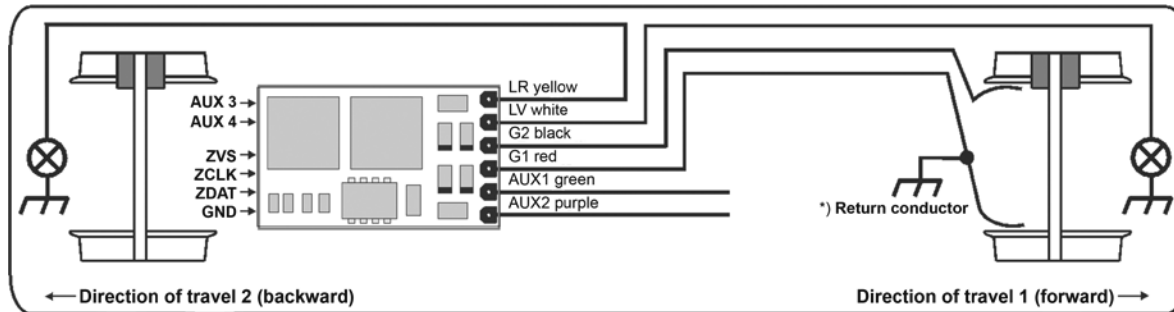 LR yellow
LV white
G2 black
G1 red
AUX1 green
AUX2 purple
AUX 3
AUX 4
ZVS
ZCLK
ZDAT
GND
*) Return conductor
Direction of travel 2 (backward)
Direction of travel 1 (forward)